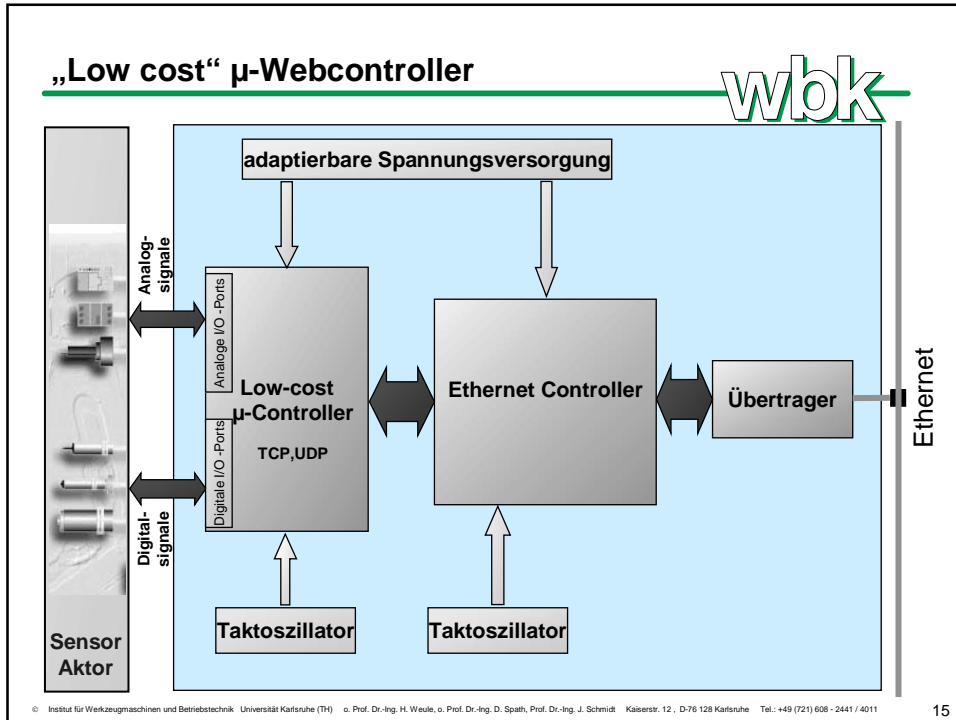 „Low cost“ µ-Webcontroller
wbk
adaptierbare Spannungsversorgung
Analog-
signale
Analoge I/O -Ports
Low-cost
µ-Controller
TCP,UDP
Digitale I/O -Ports
Digital-
signale
Ethernet Controller
Übertrager
Ethernet
Taktoszillator
Taktoszillator
Sensor
Aktor
© Institut für Werkzeugmaschinen und Betriebstechnik Universität Karlsruhe (TH) o. Prof. Dr.-Ing. H. Weule, o. Prof. Dr.-Ing. D. Spath, Prof. Dr.-Ing. J. Schmidt Kaiserstr. 12 , D-76 128 Karlsruhe Tel.: +49 (721) 608 - 2441 / 4011
15